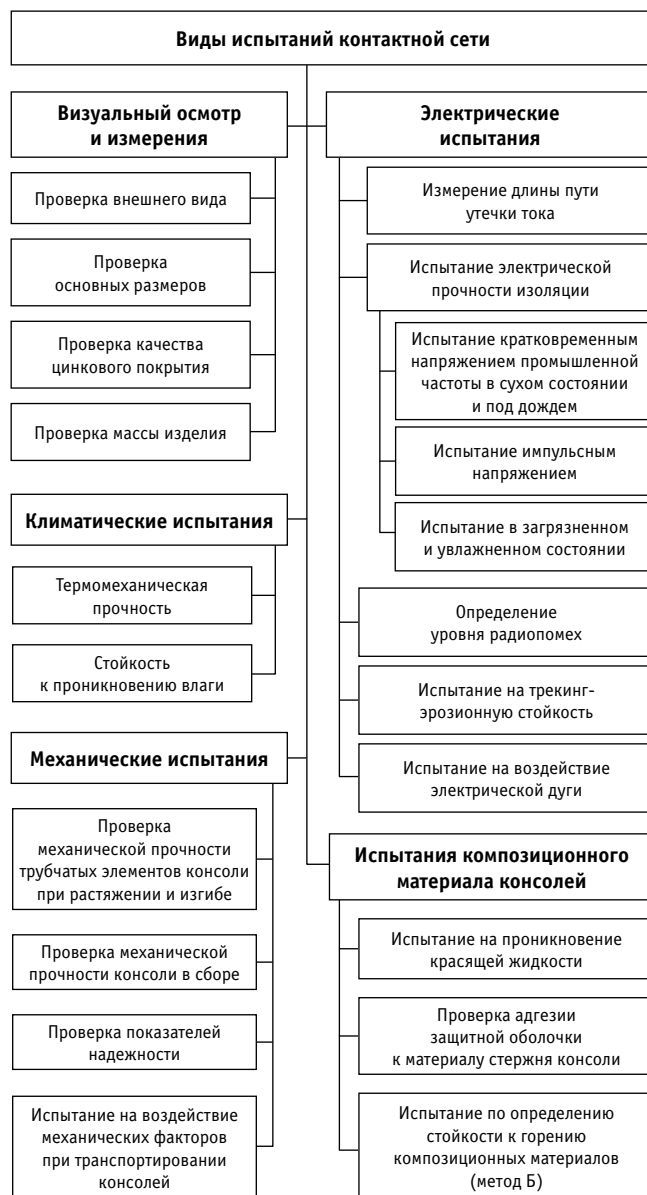 Виды испытаний контактной сети
Визуальный осмотр
и измерения
Проверка внешнего вида
Проверка
основных размеров
Проверка качества
цинкового покрытия
Проверка массы изделия
Климатические испытания
Термомеханическая
прочность
Стойкость
к проникновению влаги
Механические испытания
Проверка
механической прочности
трубчатых элементов консоли
при растяжении и изгибе
Проверка механической
прочности консоли в сборе
Проверка показателей
надежности
Испытание на воздействие
механических факторов
при транспортировании
консолей
Электрические
испытания
Измерение длины пути
утечки тока
Испытание электрической
прочности изоляции
Испытание кратковременным
напряжением промышленной
частоты в сухом состоянии
и под дождем
Испытание импульсным
напряжением
Испытание в загрязненном
и увлажненном состоянии
Определение
уровня радиопомех
Испытание на трекинг-
эрозионную стойкость
Испытание на воздействие
электрической дуги
Испытания композиционного
материала консолей
Испытание на проникновение
красящей жидкости
Проверка адгезии
защитной оболочки
к материалу стержня консоли
Испытание по определению
стойкости к горению
композиционных материалов
(метод Б)